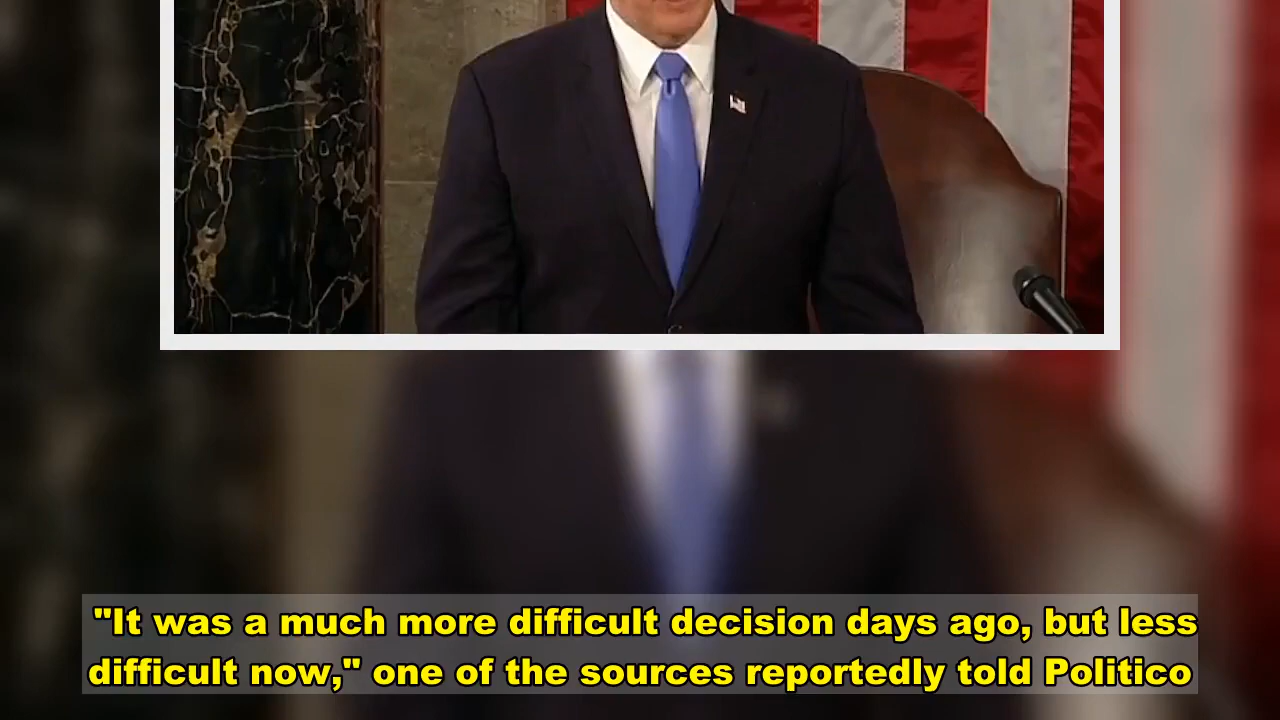 "It was a much more difficult decision days ago, but less
difficult now," one of the sources reportedly told Politico